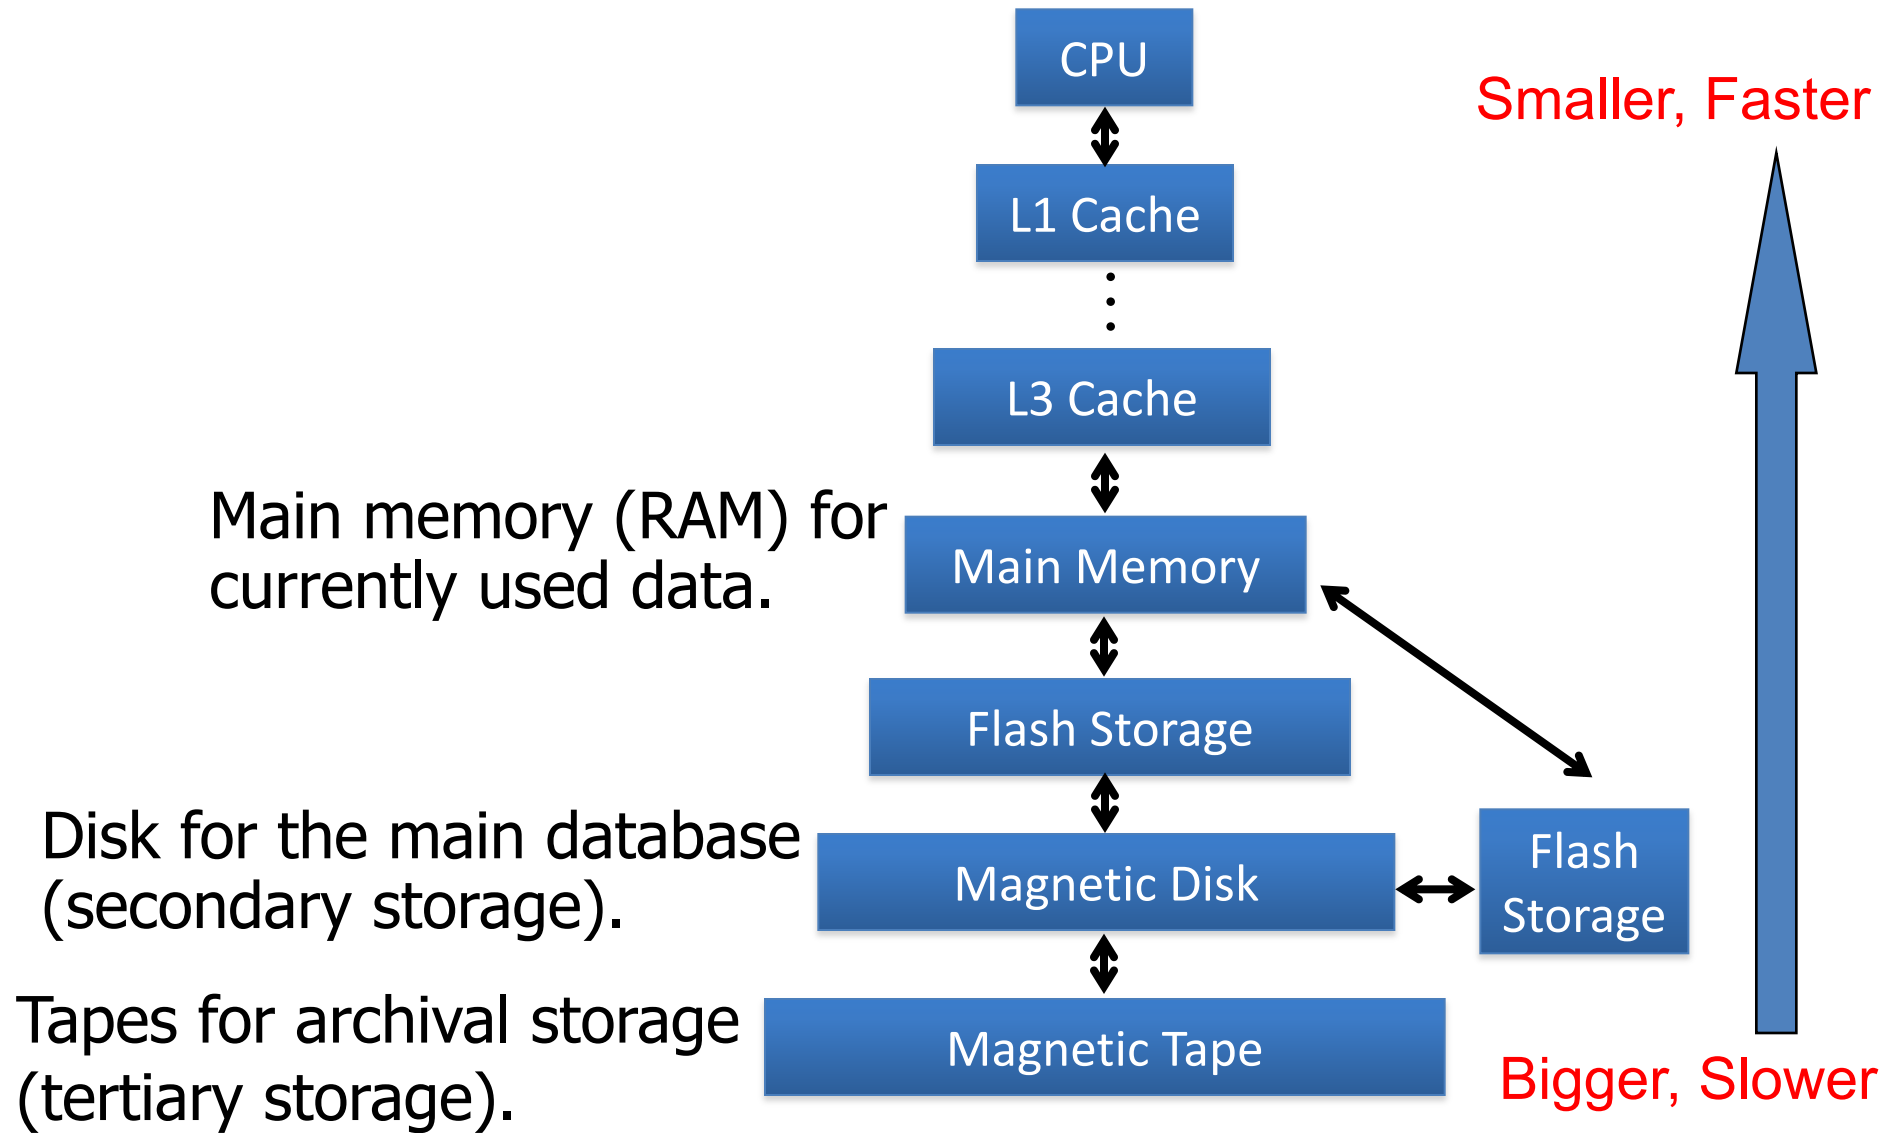 CPU
Smaller, Faster
L1 Cache
L3 Cache
Main memory (RAM) for
currently used data.
Main Memory
Flash Storage
Disk for the main database
(secondary storage).
Magnetic Disk
Flash
Storage
Tapes for archival storage
(tertiary storage).
Magnetic Tape
Bigger, Slower